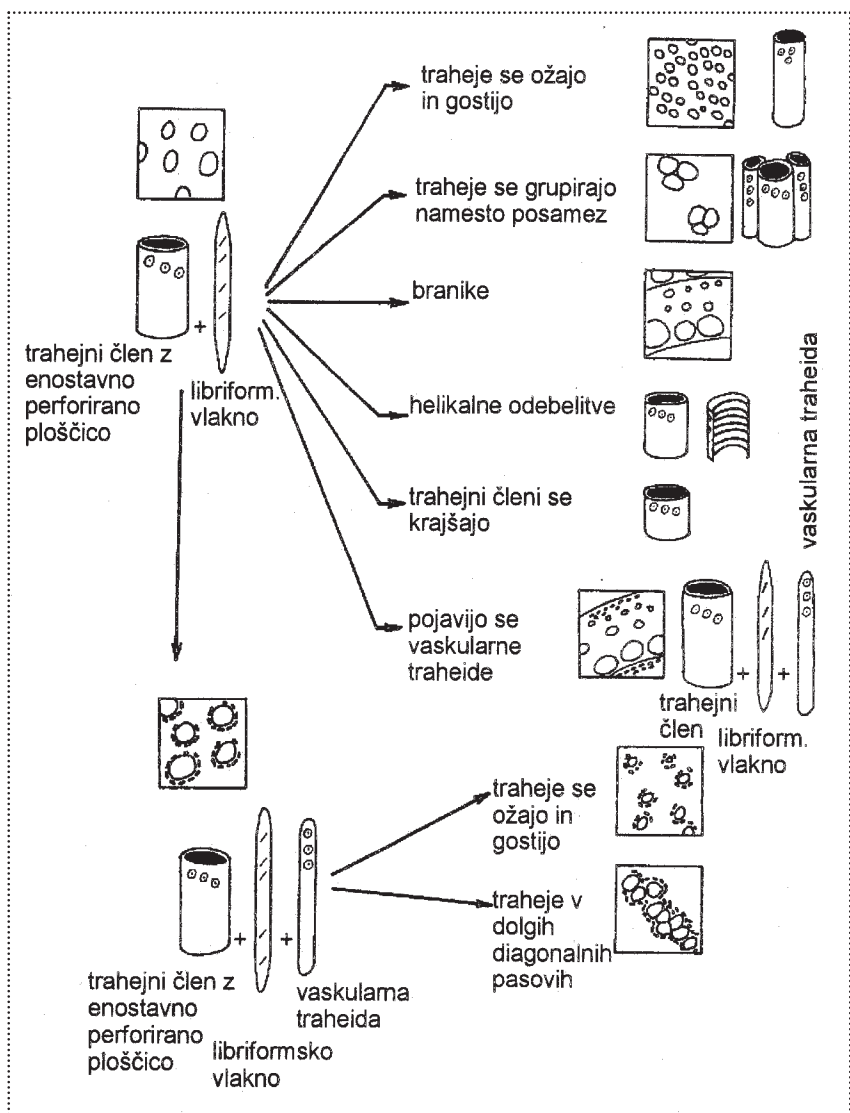 traheje se ožajo
in gostijo
traheje se grupirajo
namesto posamez
branike
helikalne odebelitve
trahejni členi se
krajšajo
pojavijo se
vaskularne
traheide
trahejni člen z
enostavno
perforirano
ploščico
+
libriform.
vlakno
vaskularna traheida
+
+
trahejni
člen
libriform.
vlakno
traheje se
ožajo in
gostijo
traheje v
dolgih
diagonalnih
pasovih
+
+
trahejni člen z
enostavno
perforirano
ploščico
libriformsko
vlakno
vaskularna
traheida